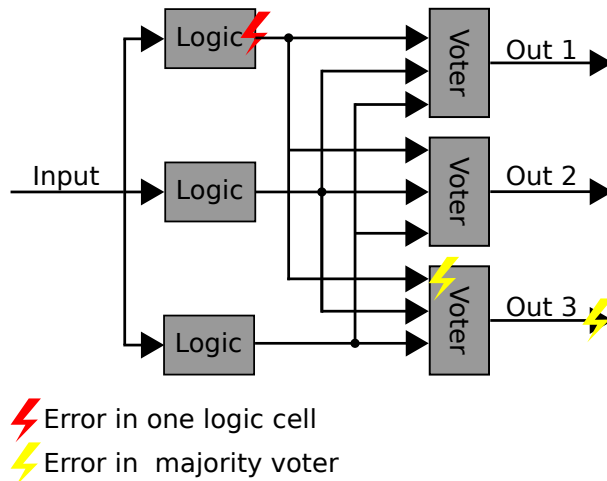 Logic
Voter
Out 1
Input
Logic
Voter
Out 2
Logic
Voter
Out 3
Error in one logic cell
Error in  majority voter